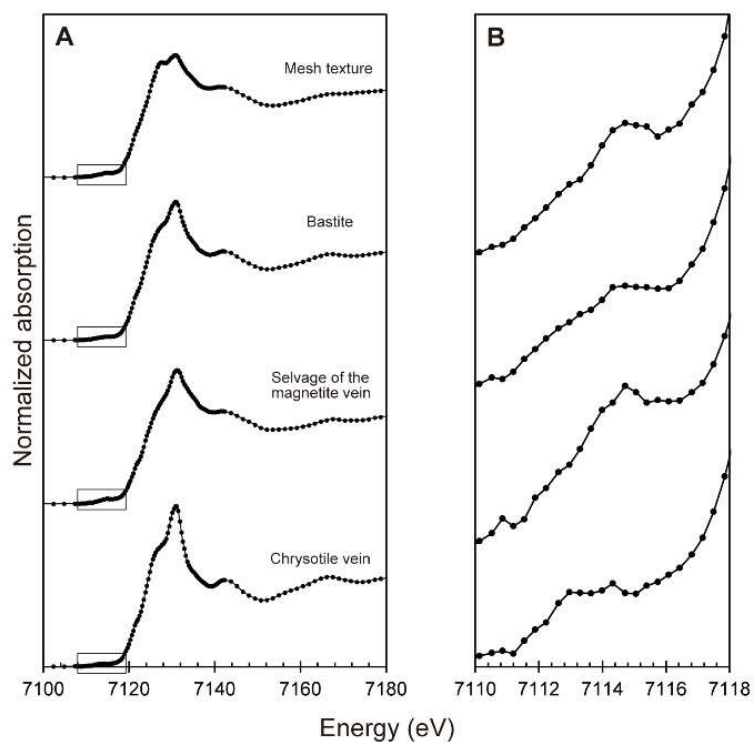 A
B
Mesh texture
Bastite
Selvage of the
magnetite vein
Chrysotile vein
Normalized absorption
7100 7120 7140 7160 7180
7110 7112 7114 7116 7118
Energy (eV)